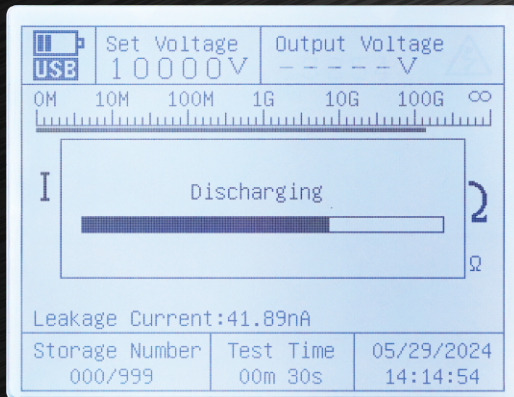 USB
Set Voltage
10000V
Output Voltage
-----V
0M 10M 100M 1G 10G 100G ∞
I
Discharging
Ω
Leakage Current:41.89nA
Storage Number
000/999
Test Time
00m 30s
05/29/2024
14:14:54